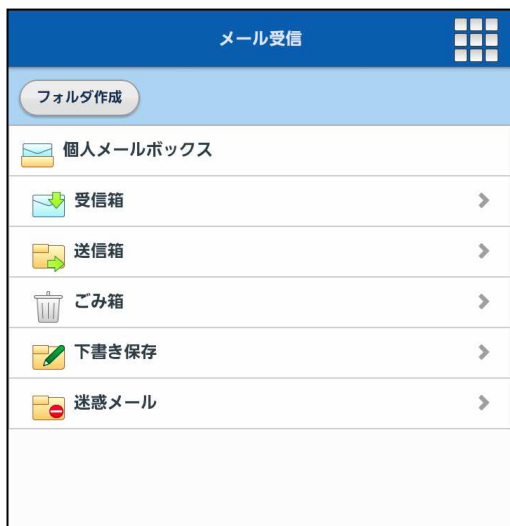 メール受信
フォルダ作成
個人メールボックス
受信箱
送信箱
ごみ箱
下書き保存
迷惑メール